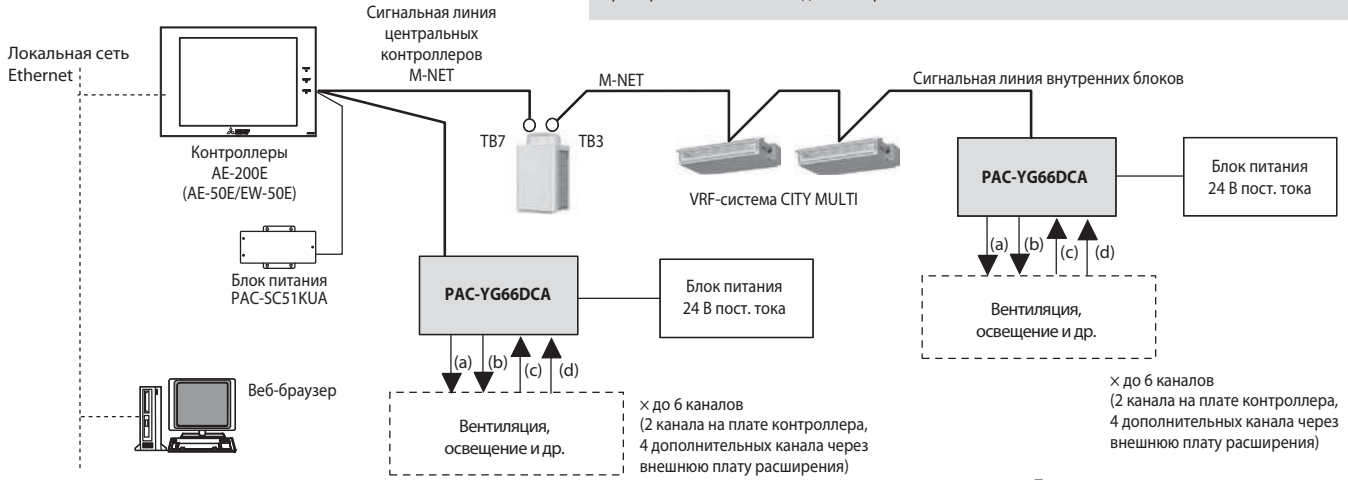 Сигнальная линия
центральных
контроллеров
M-NET
Локальная сеть
Ethernet
M-NET
Сигнальная линия внутренних блоков
TB7
TB3
Контроллеры
AE-200E
(AE-50E/EW-50E)
VRF-система CITY MULTI
PAC-YG66DCA
Блок питания
24 В пост. тока
(a)
(b)
(c)
(d)
Блок питания
PAC-SC51KUA
PAC-YG66DCA
Блок питания
24 В пост. тока
Вентиляция,
освещение и др.
(a)
(b)
(c)
(d)
Веб-браузер
Вентиляция,
освещение и др.
× до 6 каналов
(2 канала на плате контроллера,
4 дополнительных канала через
внешнюю плату расширения)
× до 6 каналов
(2 канала на плате контроллера,
4 дополнительных канала через
внешнюю плату расширения)